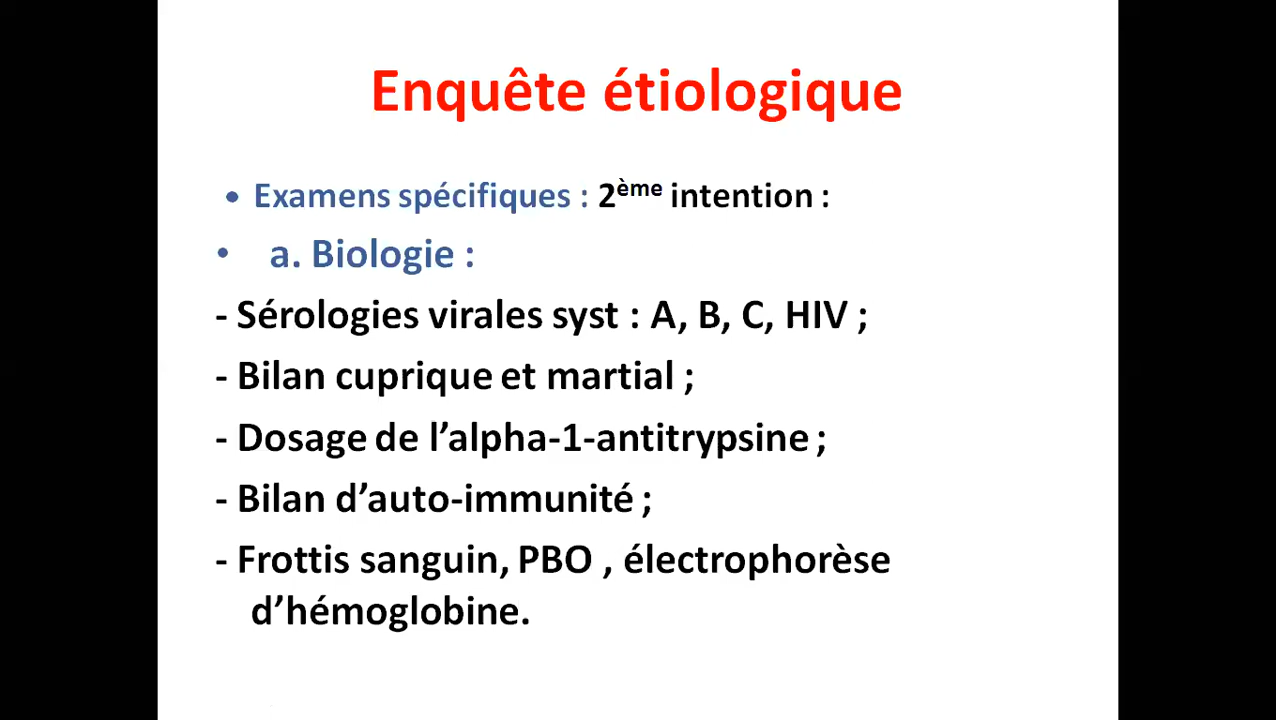 Enquête étiologique
• Examens spécifiques : 2ème intention :
• a. Biologie :
- Sérologies virales syst : A, B, C, HIV ;
- Bilan cuprique et martial ;
- Dosage de l’alpha-1-antitrypsine ;
- Bilan d’auto-immunité ;
- Frottis sanguin, PBO , électrophorèse
d’hémoglobine.